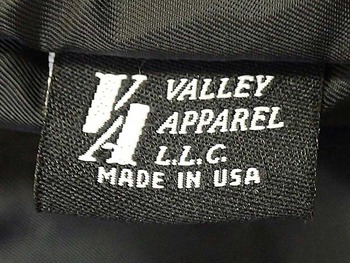 VA VALLEY
APPAREL
L.L.C.
MADE IN USA